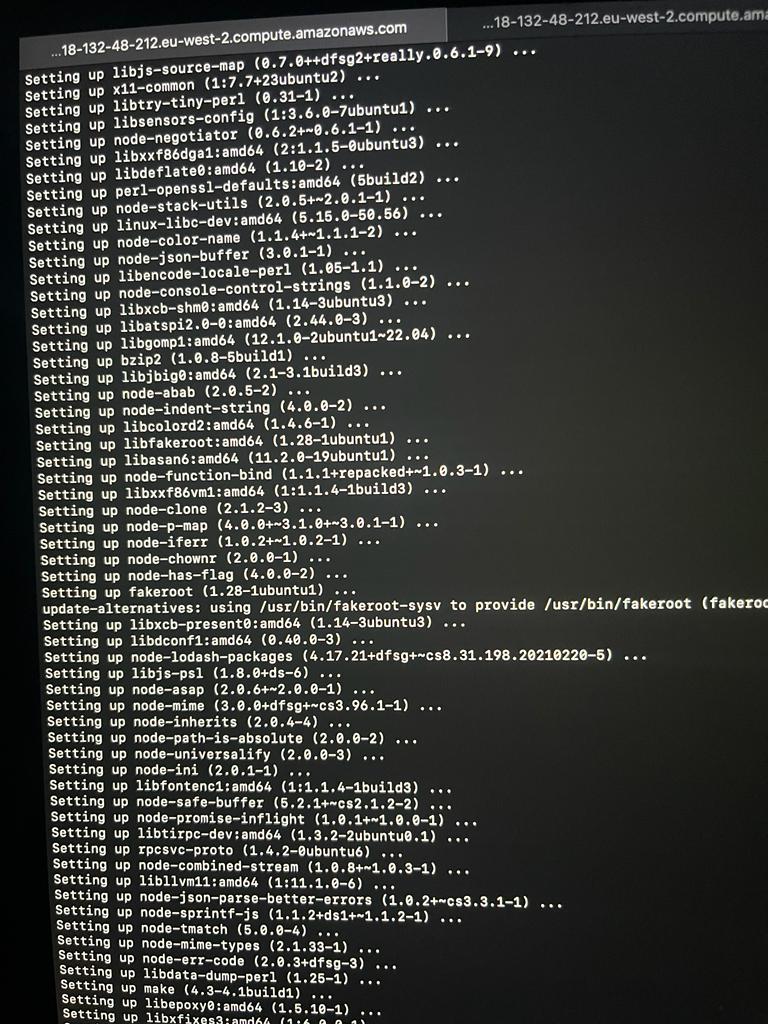 ...18-132-48-212.eu-west-2.compute.amazonaws.com
...18-132-48-212.eu-west-2.compute.ama
Setting up libjs-source-map (0.7.0++dfsg2+really.0.6.1-9) ...
Setting up x11-common (1:7.7+23ubuntu2) ...
Setting up libtry-tiny-perl (0.31-1) ...
Setting up libsensors-config (1:3.6.0-7ubuntu1) ...
Setting up node-negotiator (0.6.2+~0.6.1-1) ...
Setting up libxxf86dga1:amd64 (2:1.1.5-0ubuntu3) ...
Setting up libdeflate0:amd64 (1.10-2) ...
Setting up perl-openssl-defaults:amd64 (5build2) ...
Setting up node-stack-utils (2.0.5+~2.0.1-1) ...
Setting up linux-libc-dev:amd64 (5.15.0-50.56) ...
Setting up node-color-name (1.1.4+~1.1.1-2) ...
Setting up node-json-buffer (3.0.1-1) ...
Setting up libencode-locale-perl (1.05-1.1) ...
Setting up node-console-control-strings (1.1.0-2) ...
Setting up libxcb-shm0:amd64 (1.14-3ubuntu3) ...
Setting up libatspi2.0-0:amd64 (2.44.0-3) ...
Setting up libgomp1:amd64 (12.1.0-2ubuntu1~22.04) ...
Setting up bzip2 (1.0.8-5build1) ...
Setting up libjbig0:amd64 (2.1-3.1build3) ...
Setting up node-abab (2.0.5-2) ...
Setting up node-indent-string (4.0.0-2) ...
Setting up libcolord2:amd64 (1.4.6-1) ...
Setting up libfakeroot:amd64 (1.28-1ubuntu1) ...
Setting up libasan6:amd64 (11.2.0-19ubuntu1) ...
Setting up node-function-bind (1.1.1+repacked+~1.0.3-1) ...
Setting up libxxf86vm1:amd64 (1:1.1.4-1build3) ...
Setting up node-clone (2.1.2-3) ...
Setting up node-p-map (4.0.0+~3.1.0+~3.0.1-1) ...
Setting up node-iferr (1.0.2+~1.0.2-1) ...
Setting up node-chownr (2.0.0-1) ...
Setting up node-has-flag (4.0.0-2) ...
Setting up fakeroot (1.28-1ubuntu1) ...
update-alternatives: using /usr/bin/fakeroot-sysv to provide /usr/bin/fakeroot (fakeroo
Setting up libxcb-present0:amd64 (1.14-3ubuntu3) ...
Setting up libdconf1:amd64 (0.40.0-3) ...
Setting up node-lodash-packages (4.17.21+dfsg+~cs8.31.198.20210220-5) ...
Setting up libjs-psl (1.8.0+ds-6) ...
Setting up node-asap (2.0.6+~2.0.0-1) ...
Setting up node-mime (3.0.0+dfsg+~cs3.96.1-1) ...
Setting up node-inherits (2.0.4-4) ...
Setting up node-path-is-absolute (2.0.0-2) ...
Setting up node-universalify (2.0.0-3) ...
Setting up node-ini (2.0.1-1) ...
Setting up libfontenc1:amd64 (1:1.1.4-1build3) ...
Setting up node-safe-buffer (5.2.1+~cs2.1.2-2) ...
Setting up node-promise-inflight (1.0.1+~1.0.0-1) ...
Setting up libtirpc-dev:amd64 (1.3.2-2ubuntu0.1) ...
Setting up rpcsvc-proto (1.4.2-0ubuntu6) ...
Setting up node-combined-stream (1.0.8+~1.0.3-1) ...
Setting up libllvm11:amd64 (1:11.1.0-6) ...
Setting up node-json-parse-better-errors (1.0.2+~cs3.3.1-1) ...
Setting up node-sprintf-js (1.1.2+ds1+~1.1.2-1) ...
Setting up node-tmatch (5.0.0-4) ...
Setting up node-mime-types (2.1.33-1) ...
Setting up node-err-code (2.0.3+dfsg-3) ...
Setting up libdata-dump-perl (1.25-1) ...
Setting up make (4.3-4.1build1) ...
Setting up libepoxy0:amd64 (1.5.10-1) ...
Setting up libxfixes3:amd64